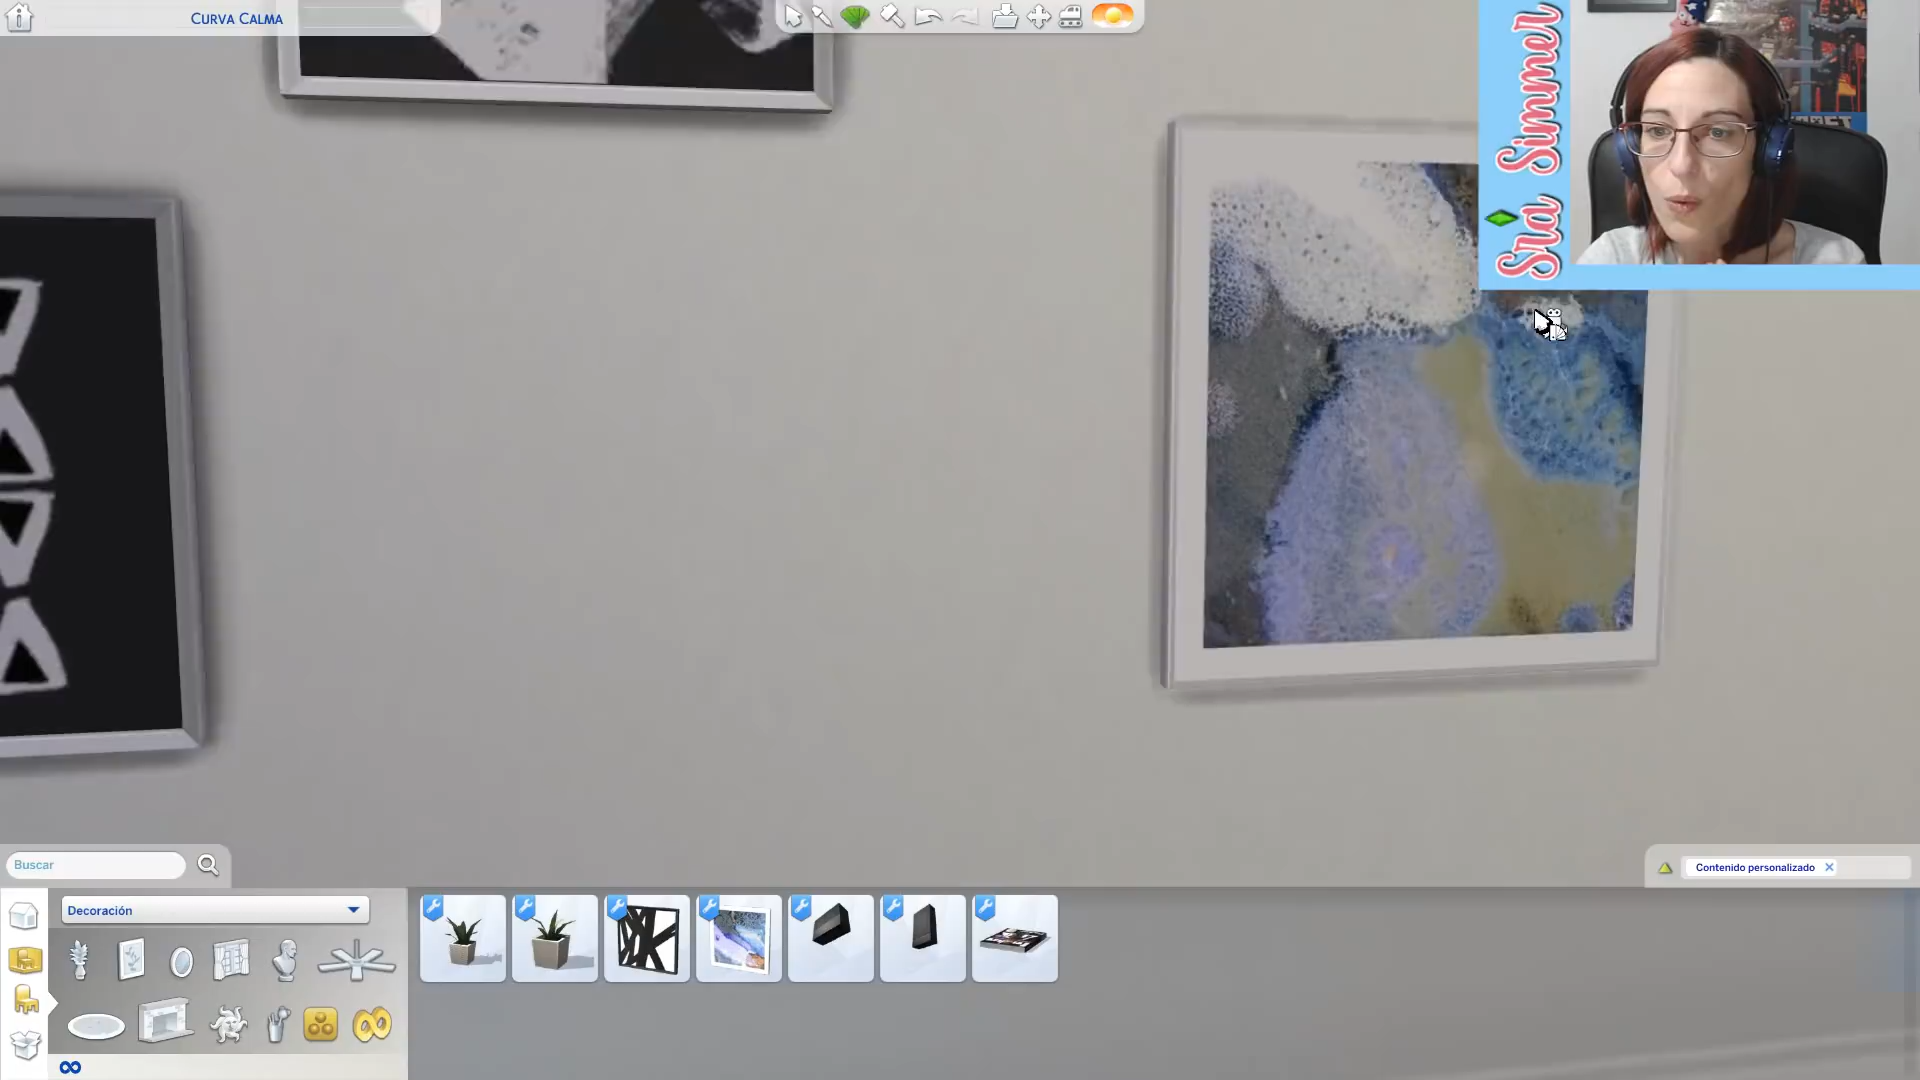 CURVA CALMA
Sra Simmer
Buscar
Contenido personalizado
Decoración